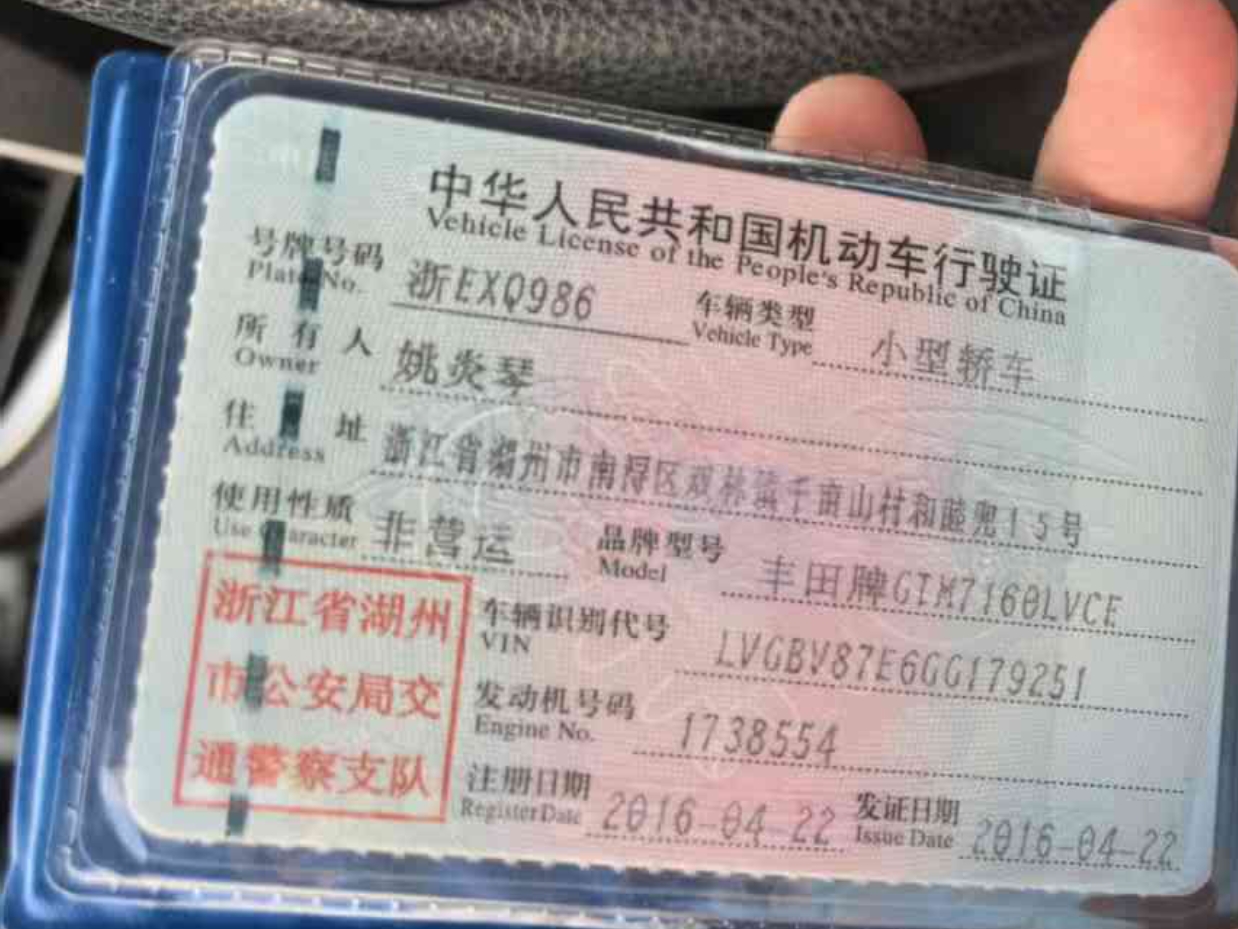 中华人民共和国机动车行驶证
Vehicle License of the People's Republic of China
号牌号码 浙EXQ986 车辆类型 小型轿车
Plate No. Vehicle Type
所有人 姚炎琴
Owner
住址 浙江省湖州市南浔区双林镇千亩山村和睦兜15号
Address
使用性质 非营运 品牌型号 丰田牌GTM7160LVCE
Use Character Model
浙江省湖州
市公安局交
通警察支队
车辆识别代号 LVGBV87E6GG179251
VIN
发动机号码 1738554
Engine No.
注册日期 2016-04-22 发证日期 2016-04-22
Register Date Issue Date